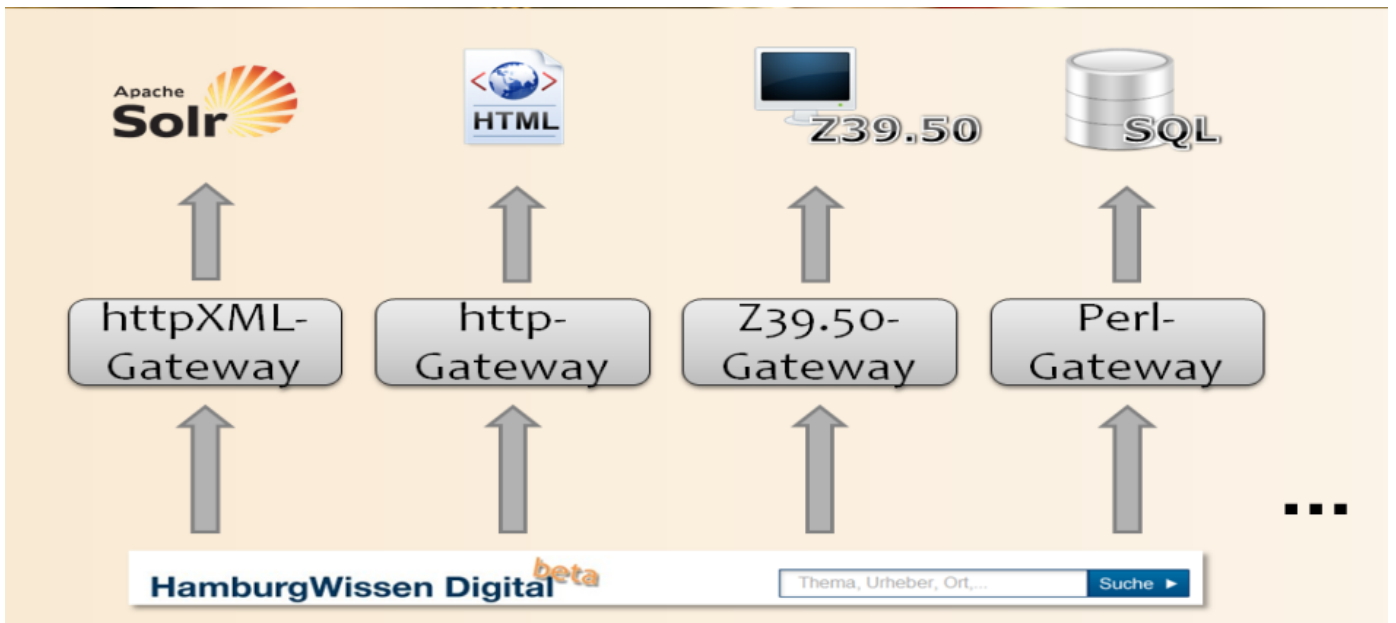 Apache
Solr
<>
HTML
Z39.50
SQL
httpXML-
Gateway
http-
Gateway
Z39.50-
Gateway
Perl-
Gateway
...
HamburgWissen Digital beta
Thema, Urheber, Ort,...
Suche ►